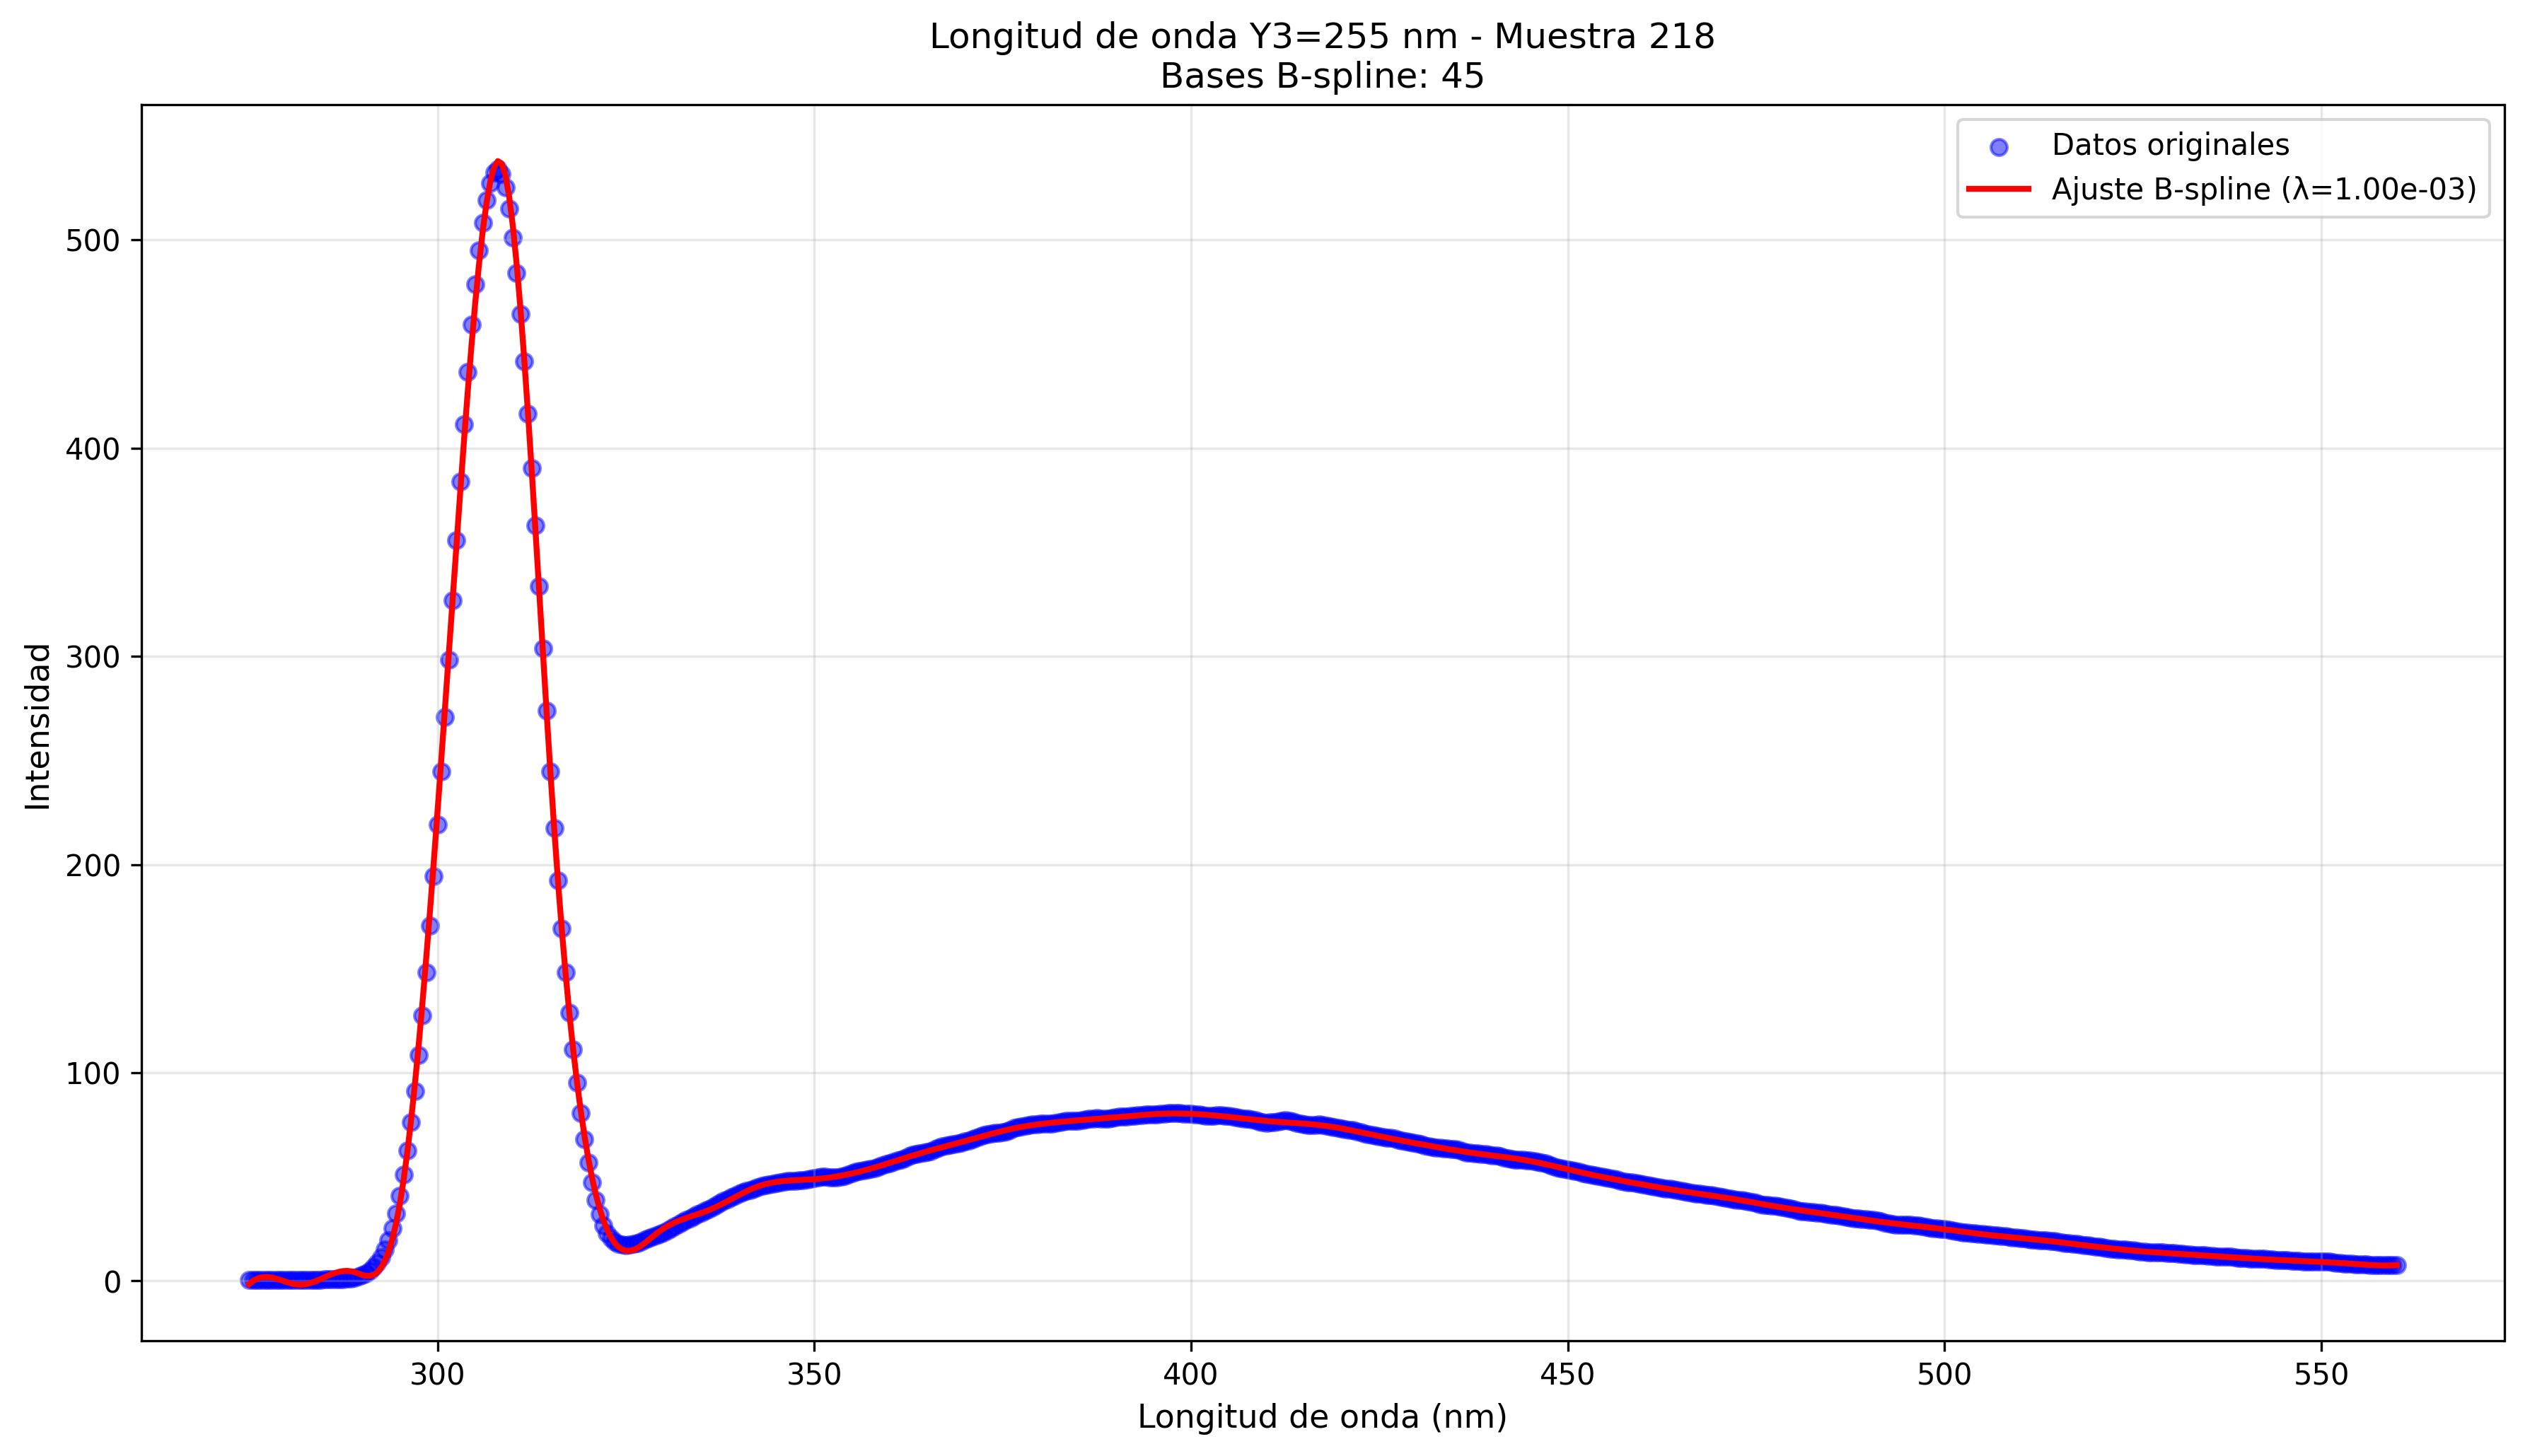 Longitud de onda Y3=255 nm - Muestra 218
Bases B-spline: 45
Datos originales
Ajuste B-spline (λ=1.00e-03)
Intensidad
500
400
300
200
100
0
300 350 400 450 500 550
Longitud de onda (nm)